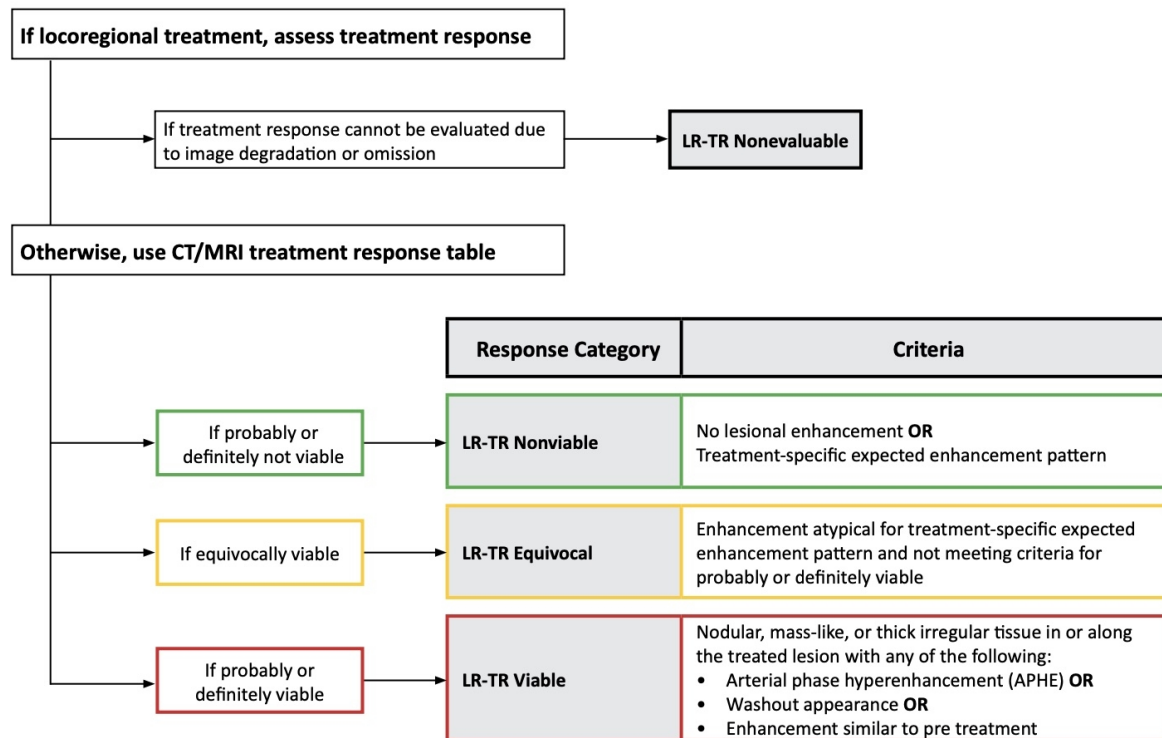 If locoregional treatment, assess treatment response
If treatment response cannot be evaluated due
to image degradation or omission
LR-TR Nonevaluable
Otherwise, use CT/MRI treatment response table
Response Category
Criteria
If probably or
definitely not viable
LR-TR Nonviable
No lesional enhancement OR
Treatment-specific expected enhancement pattern
If equivocally viable
LR-TR Equivocal
Enhancement atypical for treatment-specific expected
enhancement pattern and not meeting criteria for
probably or definitely viable
If probably or
definitely viable
LR-TR Viable
Nodular, mass-like, or thick irregular tissue in or along
the treated lesion with any of the following:
• Arterial phase hyperenhancement (APHE) OR
• Washout appearance OR
• Enhancement similar to pre treatment